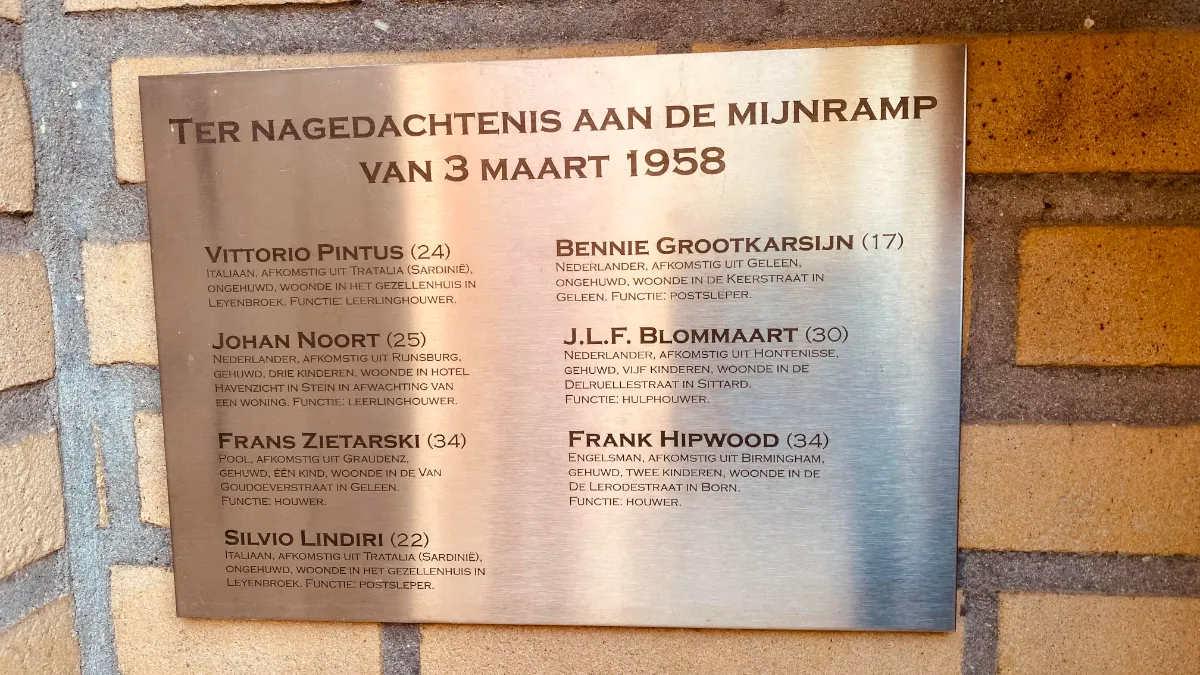 TER NAGEDACHTENIS AAN DE MIJNRAMP
VAN 3 MAART 1958
VITTORIO PINTUS (24)
ITALIAAN, AFKOMSTIG UIT TRATALIA (SARDINIË),
ONGEHUWD, WOONDE IN HET GEZELLENHUIS IN
LEYENBROEK. FUNCTIE: LEERLINGHOUWER.
JOHAN NOORT (25)
NEDERLANDER, AFKOMSTIG UIT RIJNSBURG,
GEHUWD, DRIE KINDEREN, WOONDE IN HOTEL
HAVENZICHT IN STEIN IN AFWACHTING VAN
EEN WONING. FUNCTIE: LEERLINGHOUWER.
FRANS ZIETARSKI (34)
POOL, AFKOMSTIG UIT GRAUDENZ,
GEHUWD, ÉÉN KIND, WOONDE IN DE VAN
GOUDOEVERSTRAAT IN GELEEN.
FUNCTIE: HOUWER.
SILVIO LINDIRI (22)
ITALIAAN, AFKOMSTIG UIT TRATALIA (SARDINIË),
ONGEHUWD, WOONDE IN HET GEZELLENHUIS IN
LEYENBROEK. FUNCTIE: POSTSLEPER.
BENNIE GROOTKARSIJN (17)
NEDERLANDER, AFKOMSTIG UIT GELEEN,
ONGEHUWD, WOONDE IN DE KEERSTRAAT IN
GELEEN. FUNCTIE: POSTSLEPER.
J.L.F. BLOMMAART (30)
NEDERLANDER, AFKOMSTIG UIT HONTENISSE,
GEHUWD, VIJF KINDEREN, WOONDE IN DE
DELRUELLESTRAAT IN SITTARD.
FUNCTIE: HULPHOUWER.
FRANK HIPWOOD (34)
ENGELSMAN, AFKOMSTIG UIT BIRMINGHAM,
GEHUWD, TWEE KINDEREN, WOONDE IN DE
DE LERODESTRAAT IN BORN.
FUNCTIE: HOUWER.